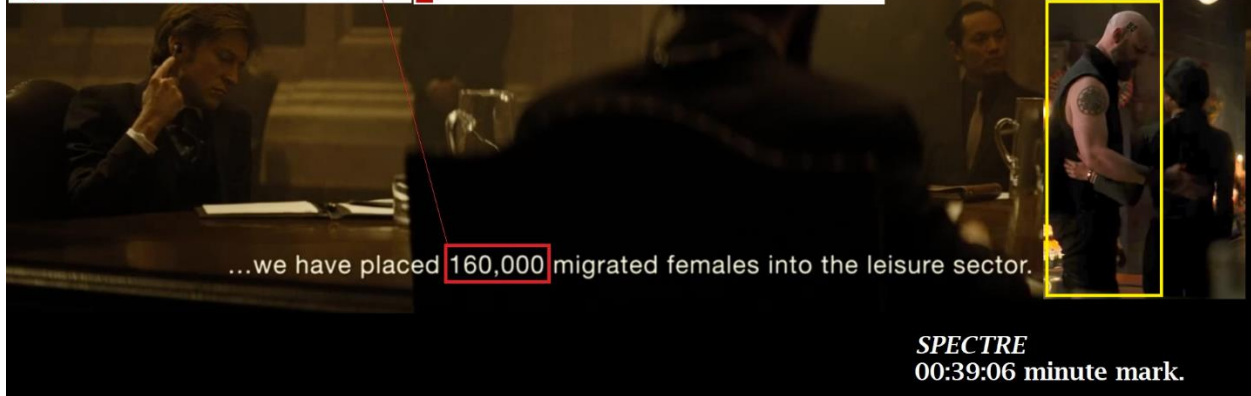 ...we have placed 160,000 migrated females into the leisure sector.
SPECTRE
00:39:06 minute mark.